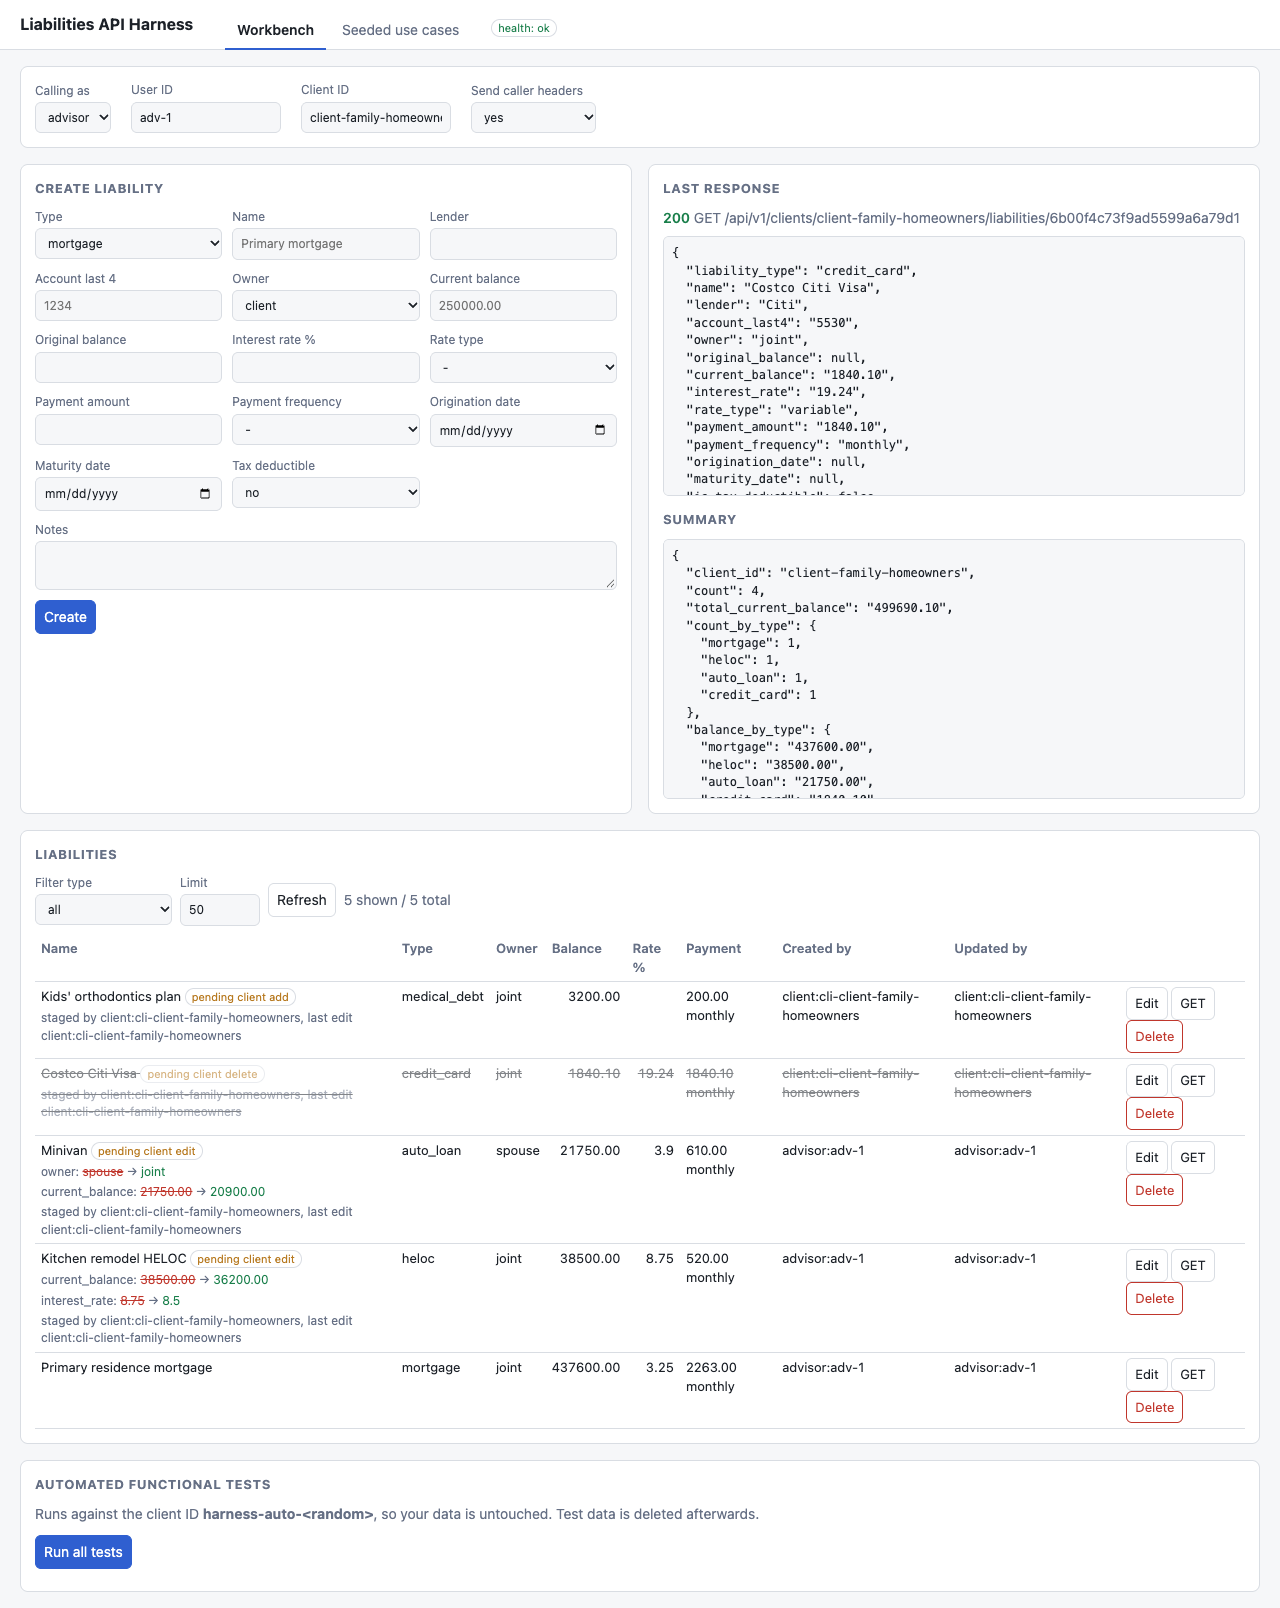 Liabilities API Harness
Workbench
Seeded use cases
health: ok
Calling as
User ID
Client ID
Send caller headers
advisor
adv-1
client-family-homeowne
yes
CREATE LIABILITY
Type
Name
Lender
mortgage
Primary mortgage
Account last 4
Owner
Current balance
1234
client
250000.00
Original balance
Interest rate %
Rate type
-
Payment amount
Payment frequency
Origination date
-
mm/dd/yyyy
Maturity date
Tax deductible
mm/dd/yyyy
no
Notes
Create
LAST RESPONSE
200 GET /api/v1/clients/client-family-homeowners/liabilities/6b00f4c73f9ad5599a6a79d1
{
"liability_type": "credit_card",
"name": "Costco Citi Visa",
"lender": "Citi",
"account_last4": "5530",
"owner": "joint",
"original_balance": null,
"current_balance": "1840.10",
"interest_rate": "19.24",
"rate_type": "variable",
"payment_amount": "1840.10",
"payment_frequency": "monthly",
"origination_date": null,
"maturity_date": null,
"is_tax_deductible": false
SUMMARY
{
"client_id": "client-family-homeowners",
"count": 4,
"total_current_balance": "499690.10",
"count_by_type": {
"mortgage": 1,
"heloc": 1,
"auto_loan": 1,
"credit_card": 1
},
"balance_by_type": {
"mortgage": "437600.00",
"heloc": "38500.00",
"auto_loan": "21750.00",
"credit_card": "1840.10"
LIABILITIES
Filter type
Limit
all
50
Refresh
5 shown / 5 total
Name
Type
Owner
Balance
Rate %
Payment
Created by
Updated by
Kids' orthodontics plan pending client add
staged by client:cli-client-family-homeowners, last edit
client:cli-client-family-homeowners
medical_debt
joint
3200.00
200.00
monthly
client:cli-client-family-
homeowners
client:cli-client-family-
homeowners
Edit
GET
Delete
Costco Citi Visa pending client delete
staged by client:cli-client-family-homeowners, last edit
client:cli-client-family-homeowners
credit_card
joint
1840.10
19.24
1840.10
monthly
client:cli-client-family-
homeowners
client:cli-client-family-
homeowners
Edit
GET
Delete
Minivan pending client edit
owner: spouse → joint
current_balance: 21750.00 → 20900.00
staged by client:cli-client-family-homeowners, last edit
client:cli-client-family-homeowners
auto_loan
spouse
21750.00
3.9
610.00
monthly
advisor:adv-1
advisor:adv-1
Edit
GET
Delete
Kitchen remodel HELOC pending client edit
current_balance: 38500.00 → 36200.00
interest_rate: 8.75 → 8.5
staged by client:cli-client-family-homeowners, last edit
client:cli-client-family-homeowners
heloc
joint
38500.00
8.75
520.00
monthly
advisor:adv-1
advisor:adv-1
Edit
GET
Delete
Primary residence mortgage
mortgage
joint
437600.00
3.25
2263.00
monthly
advisor:adv-1
advisor:adv-1
Edit
GET
Delete
AUTOMATED FUNCTIONAL TESTS
Runs against the client ID harness-auto-<random>, so your data is untouched. Test data is deleted afterwards.
Run all tests